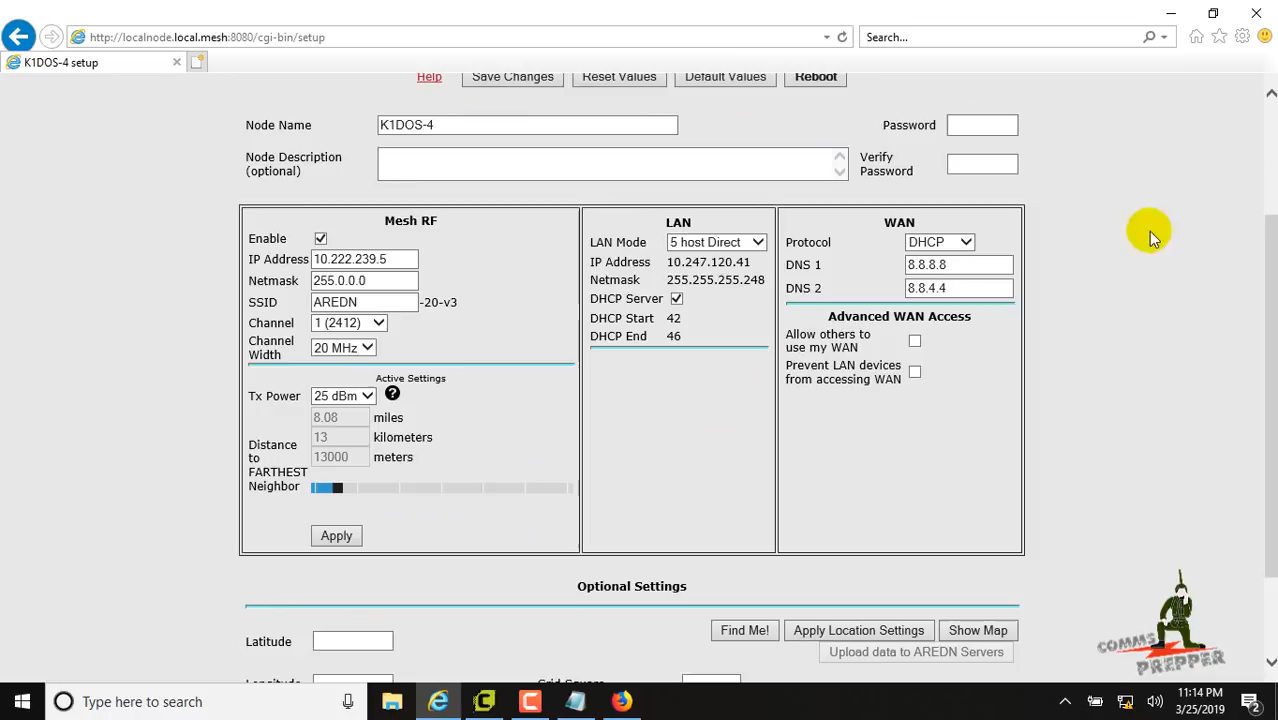 http://localnode.local.mesh:8080/cgi-bin/setup
Search...
K1DOS-4 setup
Help Save Changes Reset Values Default Values Reboot
Node Name K1DOS-4 Password
Node Description (optional)
Verify Password
Mesh RF
Enable
IP Address 10.222.239.5
Netmask 255.0.0.0
SSID AREDN -20-v3
Channel 1 (2412)
Channel Width 20 MHz
Active Settings
Tx Power 25 dBm ?
8.08 miles
13 kilometers
13000 meters
Distance to FARTHEST Neighbor
Apply
LAN
LAN Mode 5 host Direct
IP Address 10.247.120.41
Netmask 255.255.255.248
DHCP Server
DHCP Start 42
DHCP End 46
WAN
Protocol DHCP
DNS 1 8.8.8.8
DNS 2 8.8.4.4
Advanced WAN Access
Allow others to use my WAN
Prevent LAN devices from accessing WAN
Optional Settings
Latitude
Find Me! Apply Location Settings Show Map
Upload data to AREDN Servers
Longitude Grid Square
COMMS PREPPER
Type here to search
11:14 PM
3/25/2019
2